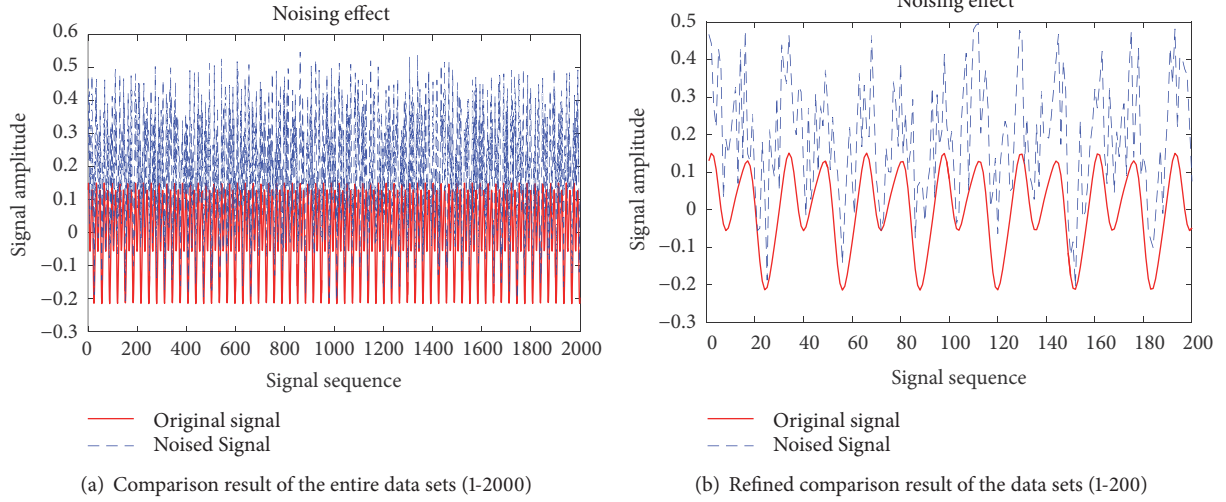 Noising effect
0.6
0.5
0.4
0.3
0.2
0.1
0
−0.1
−0.2
−0.3
Signal amplitude
0 200 400 600 800 1000 1200 1400 1600 1800 2000
Signal sequence
Original signal
Noised Signal
(a) Comparison result of the entire data sets (1-2000)
Noising effect
0.5
0.4
0.3
0.2
0.1
0
−0.1
−0.2
0.3
Signal amplitude
0 20 40 60 80 100 120 140 160 180 200
Signal sequence
Original signal
Noised Signal
(b) Refined comparison result of the data sets (1-200)